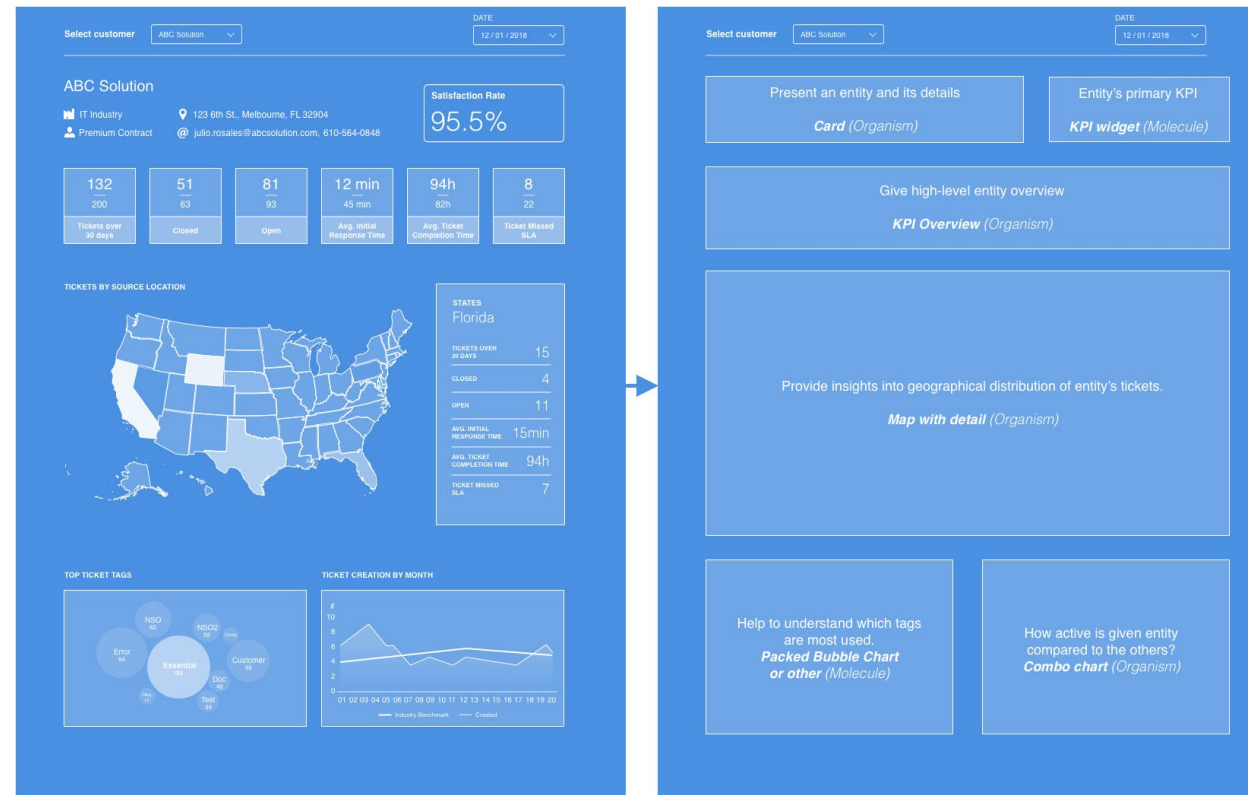 Select customer
ABC Solution
DATE
12 / 01 / 2018
ABC Solution
IT Industry
123 6th St., Melbourne, FL 32904
Premium Contract
@ julio.rosales@abcsolution.com, 610-564-0848
Satisfaction Rate
95.5%
132
200
Tickets over
30 days
51
63
Closed
81
93
Open
12 min
45 min
Avg. Initial
Response Time
94h
82h
Avg. Ticket
Completion Time
8
22
Ticket Missed
SLA
TICKETS BY SOURCE LOCATION
STATES
Florida
TICKETS OVER
30 DAYS
15
CLOSED
4
OPEN
11
AVG. INITIAL
RESPONSE TIME
15min
AVG. TICKET
COMPLETION TIME
94h
TICKET MISSED
SLA
7
TOP TICKET TAGS
NSO
62
NSO2
50
Error
84
Essential
Customer
68
Doc
40
Test
38
TICKET CREATION BY MONTH
#
10
8
6
4
2
0
01 02 03 04 05 06 07 08 09 10 11 12 13 14 15 16 17 18 19 20
Industry Benchmark
Created
Select customer
ABC Solution
DATE
12 / 01 / 2018
Present an entity and its details
Card (Organism)
Entity's primary KPI
KPI widget (Molecule)
Give high-level entity overview
KPI Overview (Organism)
Provide insights into geographical distribution of entity's tickets.
Map with detail (Organism)
Help to understand which tags
are most used.
Packed Bubble Chart
or other (Molecule)
How active is given entity
compared to the others?
Combo chart (Organism)